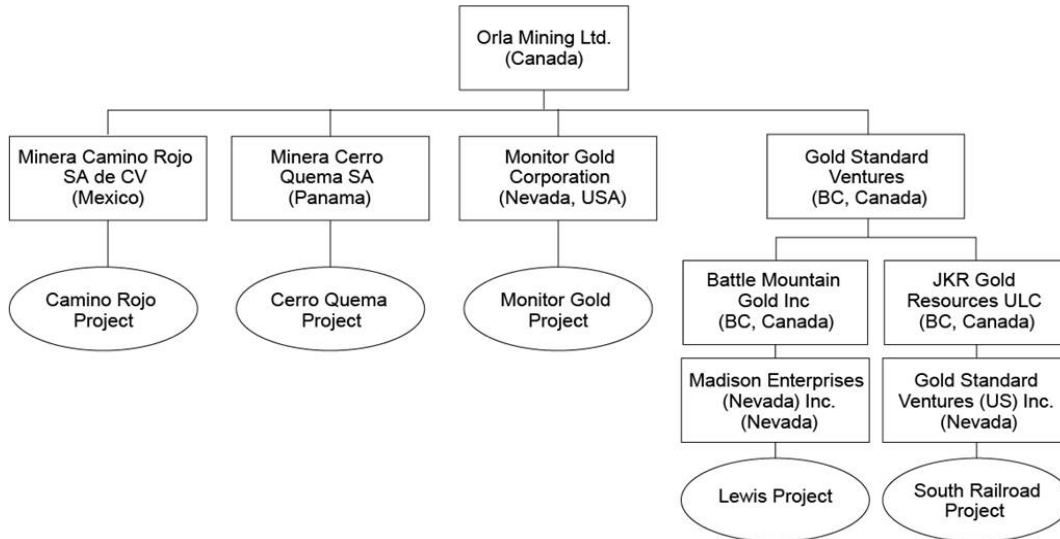 Orla Mining Ltd.
(Canada)
Minera Camino Rojo
SA de CV
(Mexico)
Minera Cerro
Quema SA
(Panama)
Monitor Gold
Corporation
(Nevada, USA)
Gold Standard
Ventures
(BC, Canada)
Camino Rojo
Project
Cerro Quema
Project
Monitor Gold
Project
Battle Mountain
Gold Inc
(BC, Canada)
JKR Gold
Resources ULC
(BC, Canada)
Madison Enterprises
(Nevada) Inc.
(Nevada)
Gold Standard
Ventures (US) Inc.
(Nevada)
Lewis Project
South Railroad
Project